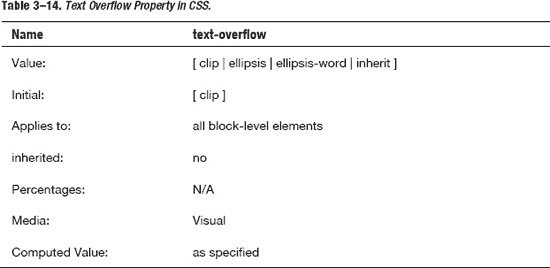 Table 3–14. Text Overflow Property in CSS.
Name text-overflow
Value: [ clip | ellipsis | ellipsis-word | inherit ]
Initial: [ clip ]
Applies to: all block-level elements
inherited: no
Percentages: N/A
Media: Visual
Computed Value: as specified